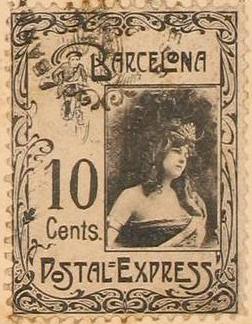 BARCELONA
10
Cents.
POSTAL-EXPRESS